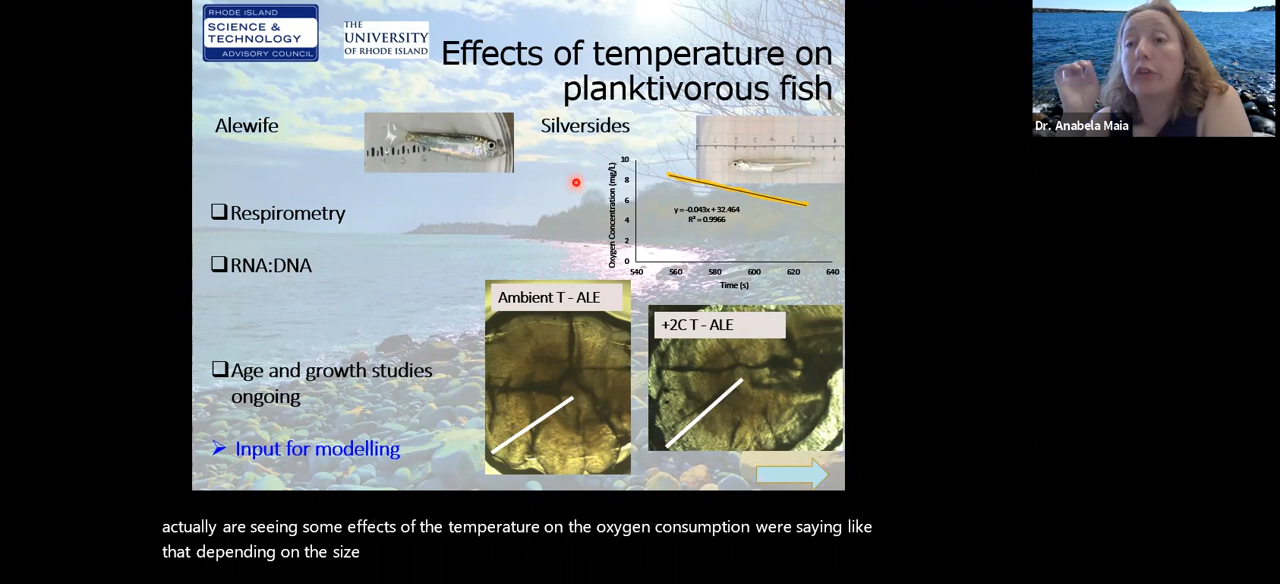 RHODE ISLAND
SCIENCE &
TECHNOLOGY
ADVISORY COUNCIL
THE
UNIVERSITY
OF RHODE ISLAND
Effects of temperature on
planktivorous fish
Dr. Anabela Maia
Alewife
Silversides
Respirometry
RNA:DNA
Age and growth studies
ongoing
Input for modelling
Oxygen Concentration (mg/L)
10
8
6
4
2
0
y = -0.043x + 32.464
R² = 0.9966
540 560 580 600 620 640
Time (s)
Ambient T - ALE
+2C T - ALE
actually are seeing some effects of the temperature on the oxygen consumption were saying like
that depending on the size